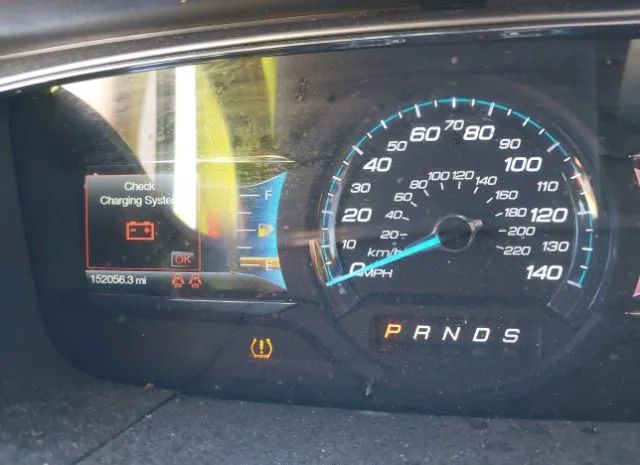 Check
Charging System
OK
152056.3 mi
F
E
0 10 20 30 40 50 60 70 80 90 100 110 120 130 140
MPH
20 40 60 80 100 120 140 160 180 200 220
km/h
P R N D S